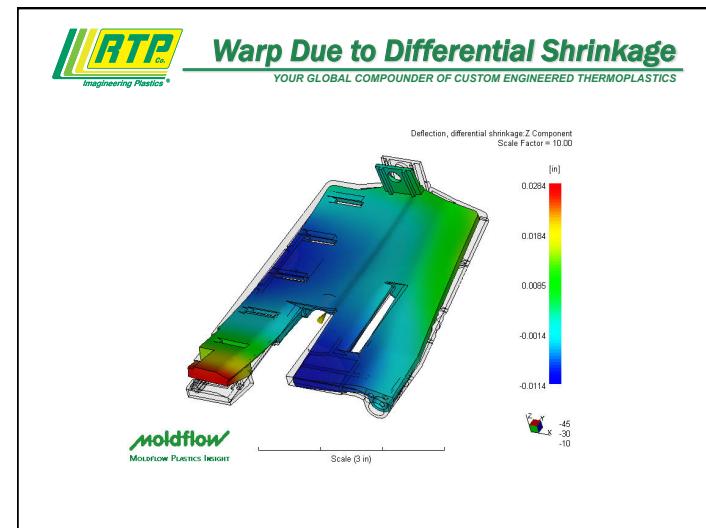 RTP
Co.
Imagineering Plastics®
Warp Due to Differential Shrinkage
YOUR GLOBAL COMPOUNDER OF CUSTOM ENGINEERED THERMOPLASTICS
Deflection, differential shrinkage:Z Component
Scale Factor = 10.00
[in]
0.0284
0.0184
0.0085
-0.0014
-0.0114
Z Y
X
-45
-30
-10
moldflow
MOLDFLOW PLASTICS INSIGHT
Scale (3 in)